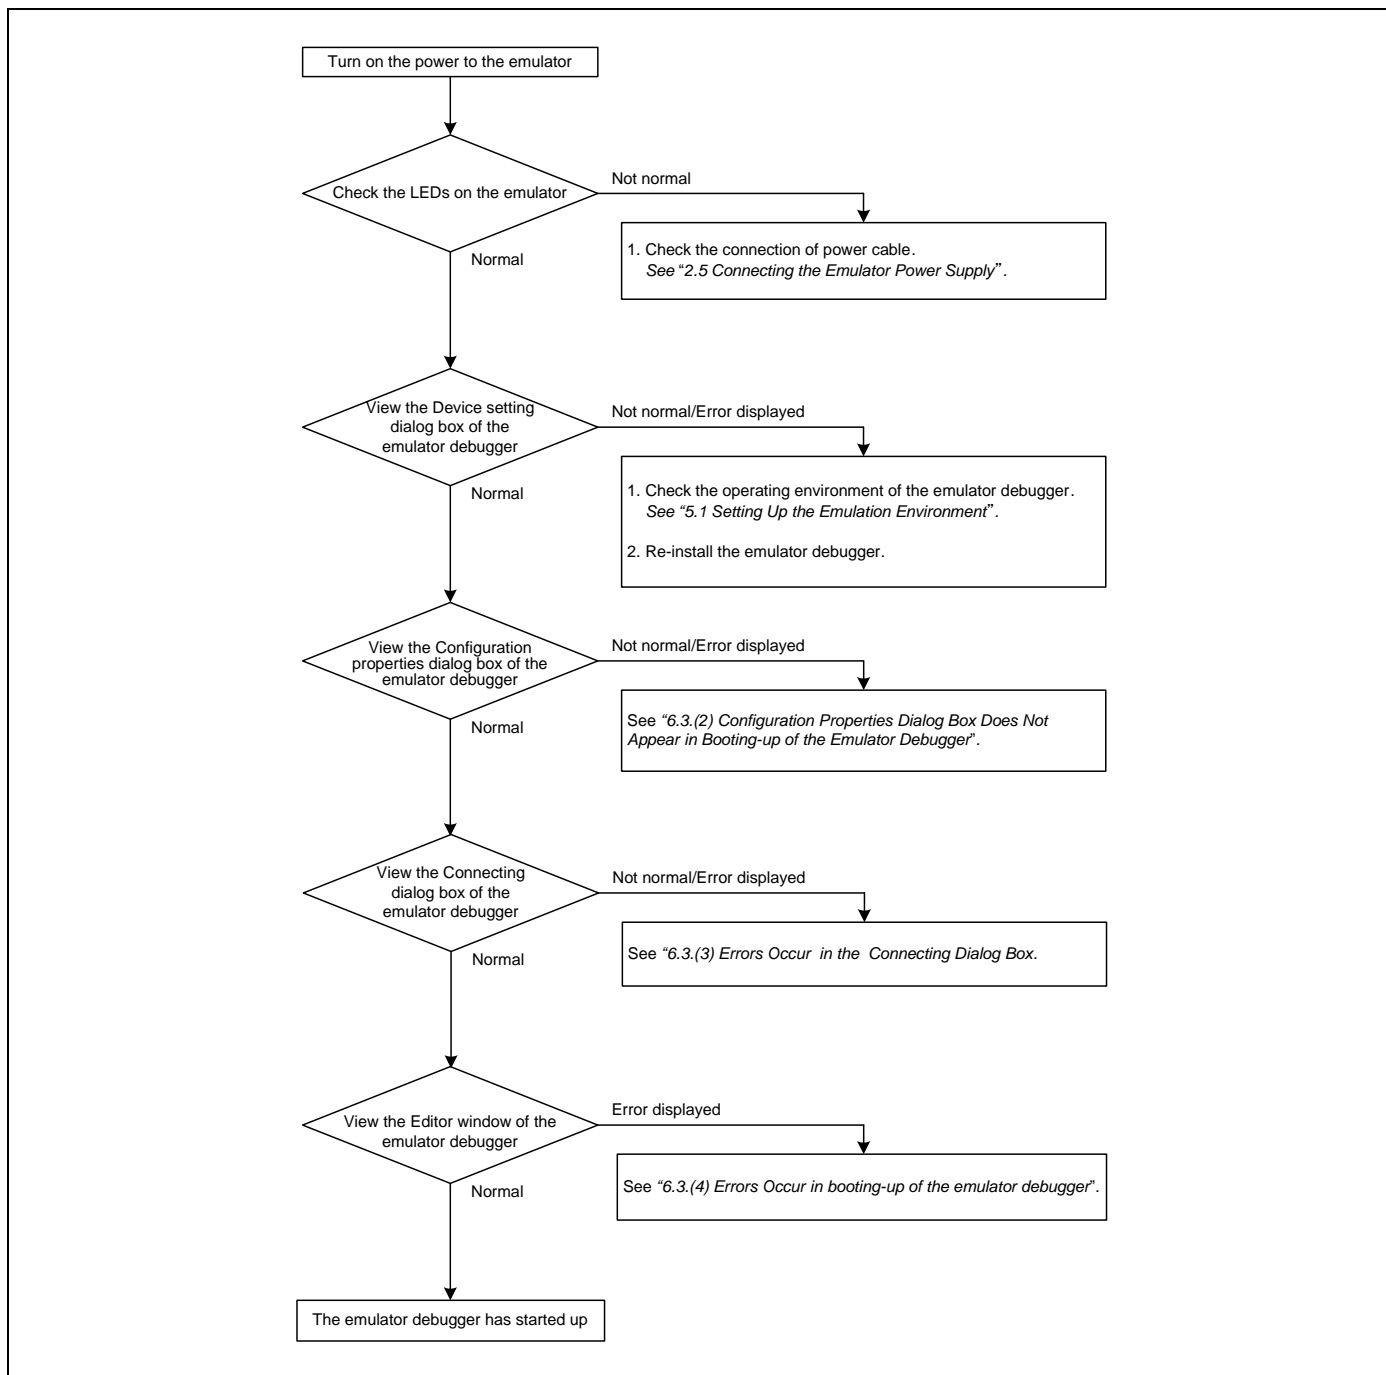 Turn on the power to the emulator
Check the LEDs on the emulator
Not normal
Normal
1. Check the connection of power cable.
See “2.5 Connecting the Emulator Power Supply”.
View the Device setting
dialog box of the
emulator debugger
Not normal/Error displayed
Normal
1. Check the operating environment of the emulator debugger.
See “5.1 Setting Up the Emulation Environment”.
2. Re-install the emulator debugger.
View the Configuration
properties dialog box of the
emulator debugger
Not normal/Error displayed
Normal
See “6.3.(2) Configuration Properties Dialog Box Does Not
Appear in Booting-up of the Emulator Debugger”.
View the Connecting
dialog box of the
emulator debugger
Not normal/Error displayed
Normal
See “6.3.(3) Errors Occur in the Connecting Dialog Box.
View the Editor window of the
emulator debugger
Error displayed
Normal
See “6.3.(4) Errors Occur in booting-up of the emulator debugger”.
The emulator debugger has started up